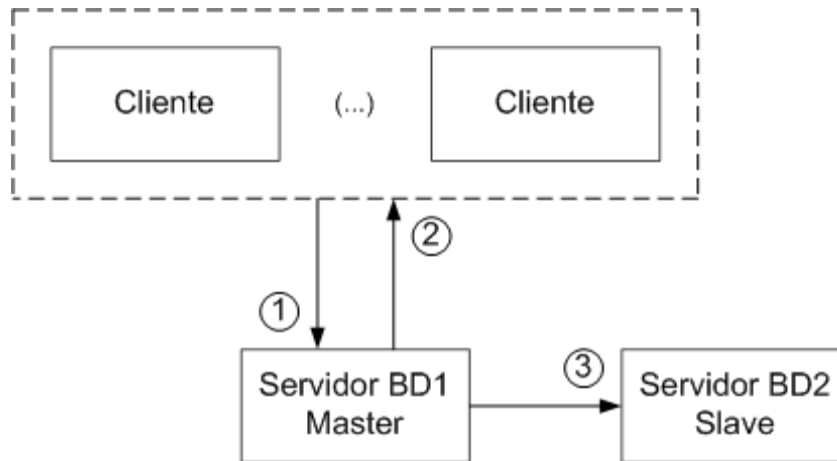 Cliente (...) Cliente
2
1
3
Servidor BD1
Master
Servidor BD2
Slave